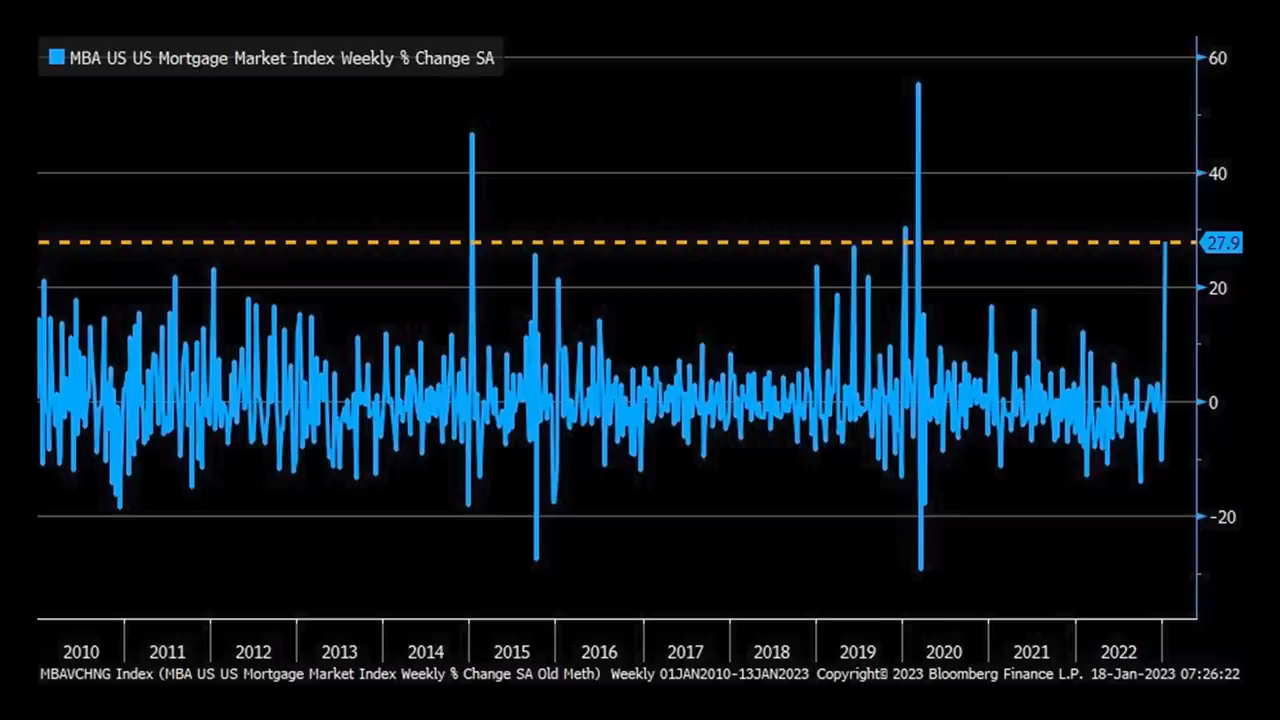 MBA US US Mortgage Market Index Weekly % Change SA
60
40
27.9
20
0
-20
2010 2011 2012 2013 2014 2015 2016 2017 2018 2019 2020 2021 2022
MBAVCHNG Index (MBA US US Mortgage Market Index Weekly % Change SA Old Meth) Weekly 01JAN2010-13JAN2023 Copyright© 2023 Bloomberg Finance L.P. 18-Jan-2023 07:26:22